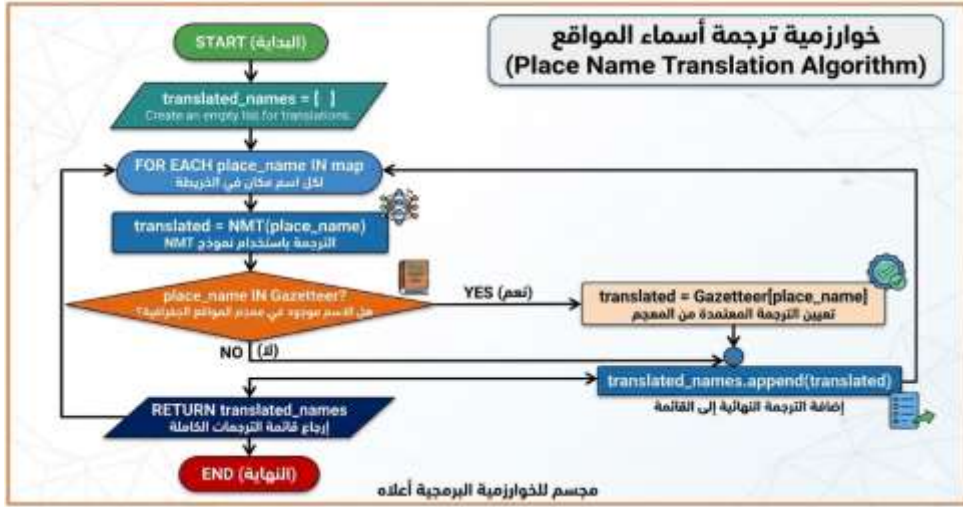 خوارزمية ترجمة أسماء المواقع
(Place Name Translation Algorithm)
START (البداية)
translated_names = [ ]
Create an empty list for translations.
FOR EACH place_name IN map
لكل اسم مكان في الخريطة
translated = NMT(place_name)
الترجمة باستخدام نموذج NMT
place_name IN Gazetteer?
هل الاسم موجود في معجم المواقع الجغرافية؟
YES (نعم)
translated = Gazetteer[place_name]
تعيين الترجمة المعتمدة من المعجم
NO (لا)
translated_names.append(translated)
إضافة الترجمة النهائية إلى القائمة
RETURN translated_names
إرجاع قائمة الترجمات الكاملة
END (النهاية)
مجسم للخوارزمية البرمجية أعلاه